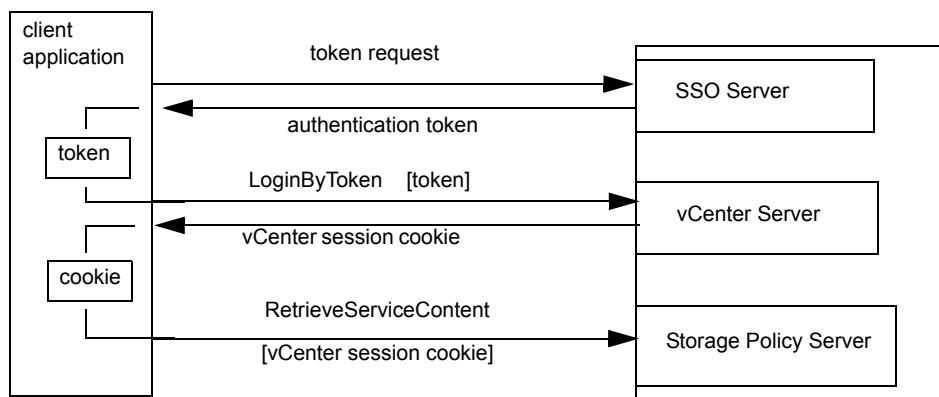 client
application
token request
SSO Server
authentication token
token
LoginByToken [token]
vCenter Server
vCenter session cookie
cookie
RetrieveServiceContent
Storage Policy Server
[vCenter session cookie]